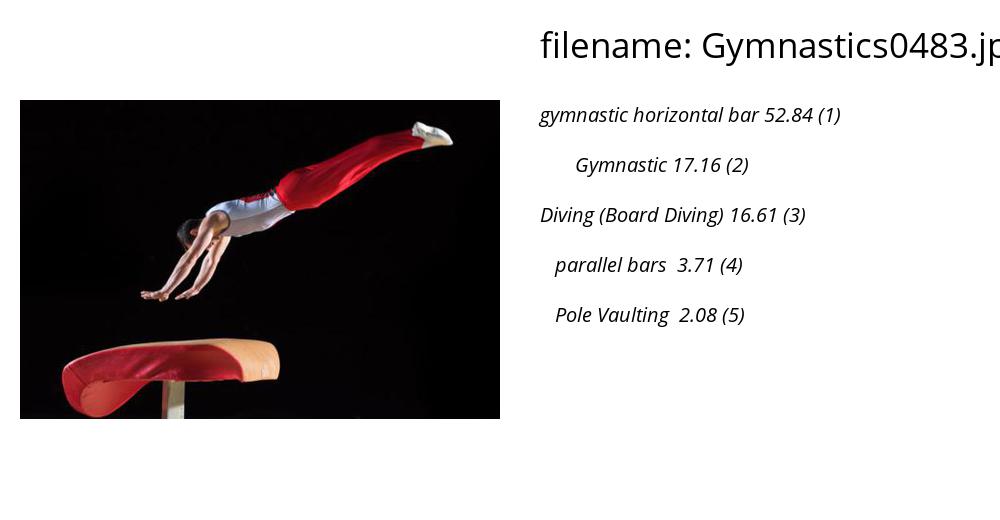 filename: Gymnastics0483.jp
gymnastic horizontal bar 52.84 (1)
Gymnastic 17.16 (2)
Diving (Board Diving) 16.61 (3)
parallel bars 3.71 (4)
Pole Vaulting 2.08 (5)